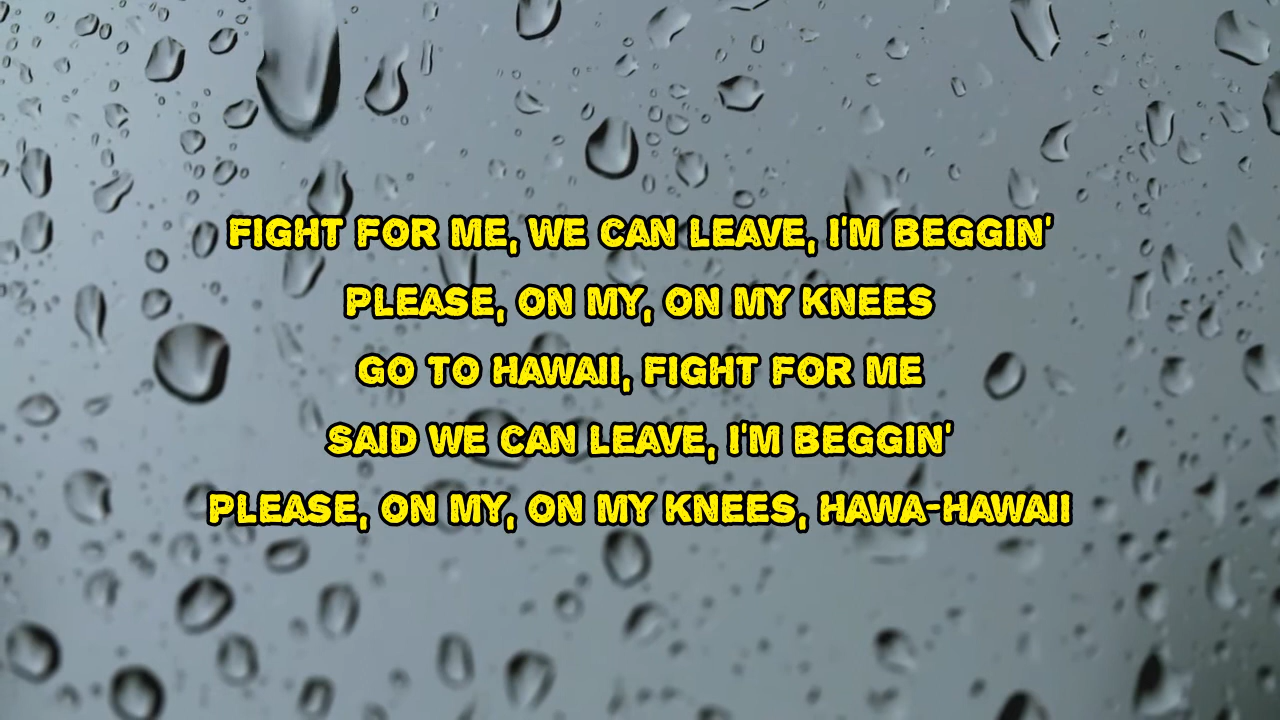 FIGHT FOR ME, WE CAN LEAVE, I'M BEGGIN'
PLEASE, ON MY, ON MY KNEES
GO TO HAWAII, FIGHT FOR ME
SAID WE CAN LEAVE, I'M BEGGIN'
PLEASE, ON MY, ON MY KNEES, HAWA-HAWAII